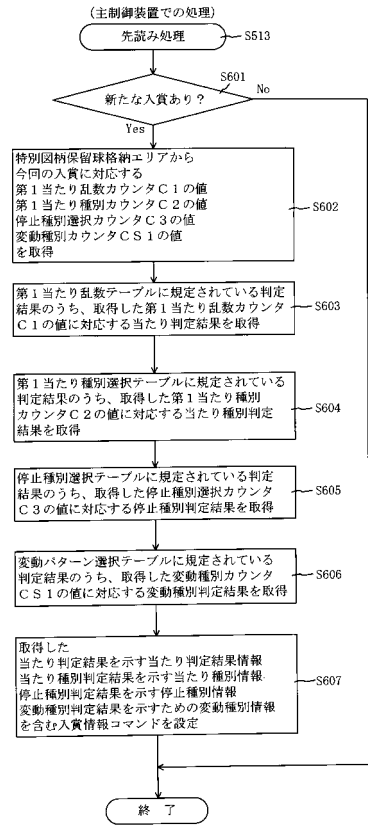 (主制御装置での処理)
先読み処理
S513
S601
新たな入賞あり?
No
Yes
特別図柄保留球格納エリアから
今回の入賞に対応する
第1当たり乱数カウンタC1の値
第1当たり種別カウンタC2の値
停止種別選択カウンタC3の値
変動種別カウンタCS1の値
を取得
S602
第1当たり乱数テーブルに規定されている判定
結果のうち、取得した第1当たり乱数カウンタ
C1の値に対応する当たり判定結果を取得
S603
第1当たり種別選択テーブルに規定されている
判定結果のうち、取得した第1当たり種別
カウンタC2の値に対応する当たり種別判定
結果を取得
S604
停止種別選択テーブルに規定されている判定
結果のうち、取得した停止種別選択カウンタ
C3の値に対応する停止種別判定結果を取得
S605
変動パターン選択テーブルに規定されている
判定結果のうち、取得した変動種別カウンタ
CS1の値に対応する変動種別判定結果を取得
S606
取得した
当たり判定結果を示す当たり判定結果情報
当たり種別判定結果を示す当たり種別情報
停止種別判定結果を示す停止種別情報
変動種別判定結果を示すための変動種別情報
を含む入賞情報コマンドを設定
S607
終 了